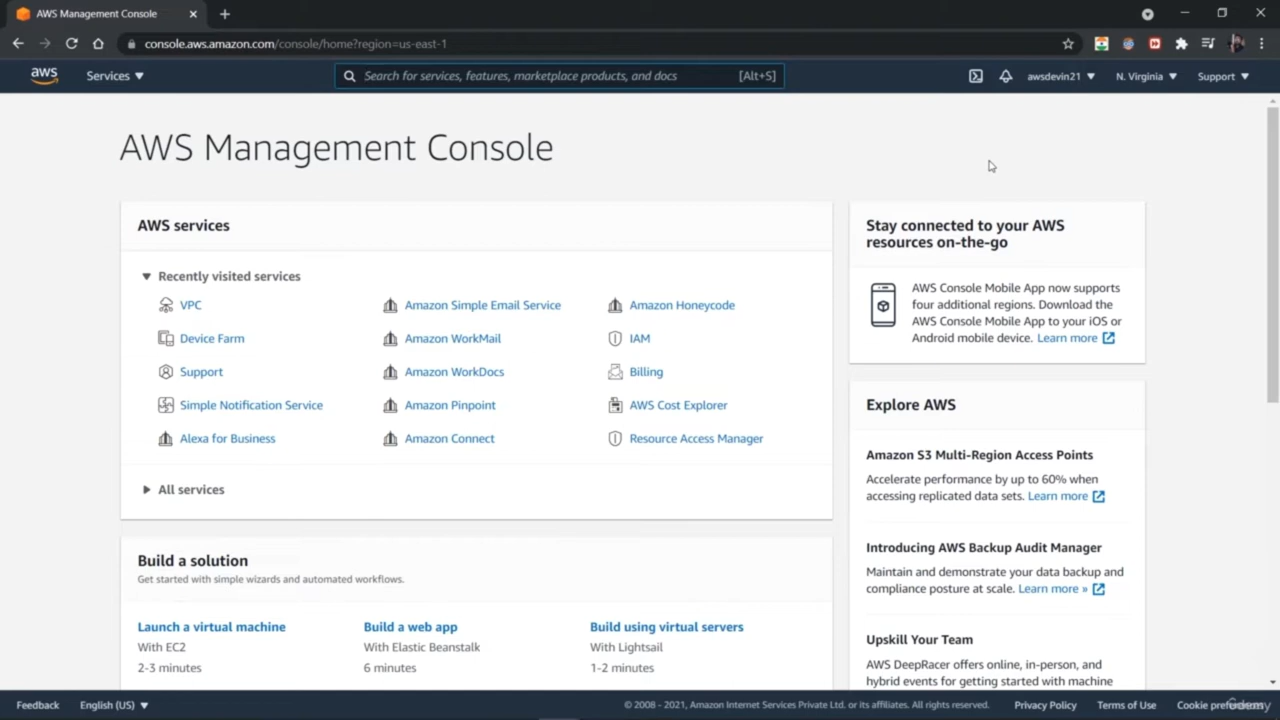 AWS Management Console
console.aws.amazon.com/console/home?region=us-east-1
aws
Services
Search for services, features, marketplace products, and docs [Alt+S]
awsdevin21
N. Virginia
Support
AWS Management Console
AWS services
Recently visited services
VPC
Amazon Simple Email Service
Amazon Honeycode
Device Farm
Amazon WorkMail
IAM
Support
Amazon WorkDocs
Billing
Simple Notification Service
Amazon Pinpoint
AWS Cost Explorer
Alexa for Business
Amazon Connect
Resource Access Manager
All services
Build a solution
Get started with simple wizards and automated workflows.
Launch a virtual machine
With EC2
2-3 minutes
Build a web app
With Elastic Beanstalk
6 minutes
Build using virtual servers
With Lightsail
1-2 minutes
Stay connected to your AWS
resources on-the-go
AWS Console Mobile App now supports
four additional regions. Download the
AWS Console Mobile App to your iOS or
Android mobile device. Learn more
Explore AWS
Amazon S3 Multi-Region Access Points
Accelerate performance by up to 60% when
accessing replicated data sets. Learn more
Introducing AWS Backup Audit Manager
Maintain and demonstrate your data backup and
compliance posture at scale. Learn more »
Upskill Your Team
AWS DeepRacer offers online, in-person, and
hybrid events for getting started with machine
Feedback
English (US)
© 2008 - 2021, Amazon Internet Services Private Ltd. or its affiliates. All rights reserved.
Privacy Policy
Terms of Use
Cookie preferences
Udemy